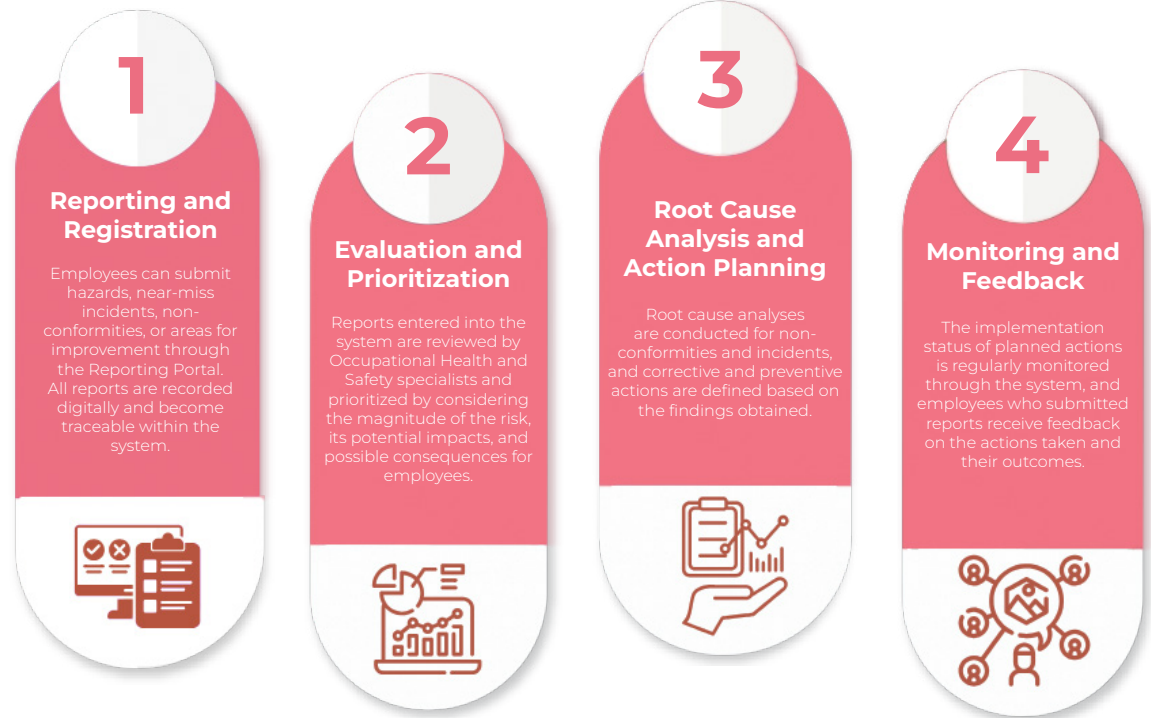 1
Reporting and
Registration
Employees can submit
hazards, near-miss
incidents, non-
conformities, or areas for
improvement through
the Reporting Portal.
All reports are recorded
digitally and become
traceable within the
system.
2
Evaluation and
Prioritization
Reports entered into the
system are reviewed by
Occupational Health and
Safety specialists and
prioritized by considering
the magnitude of the risk,
its potential impacts, and
possible consequences for
employees.
3
Root Cause
Analysis and
Action Planning
Root cause analyses
are conducted for non-
conformities and incidents,
and corrective and preventive
actions are defined based on
the findings obtained.
4
Monitoring and
Feedback
The implementation
status of planned actions
is regularly monitored
through the system, and
employees who submitted
reports receive feedback
on the actions taken and
their outcomes.